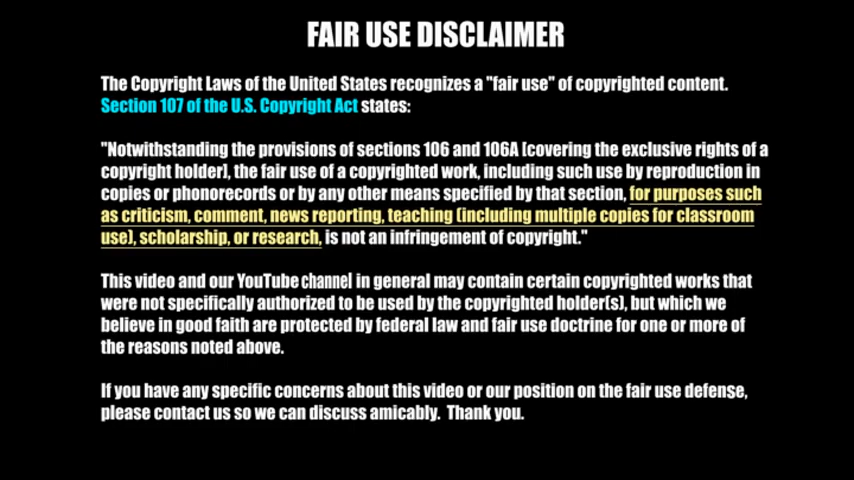 FAIR USE DISCLAIMER
The Copyright Laws of the United States recognizes a "fair use" of copyrighted content.
Section 107 of the U.S. Copyright Act states:
"Notwithstanding the provisions of sections 106 and 106A [covering the exclusive rights of a
copyright holder], the fair use of a copyrighted work, including such use by reproduction in
copies or phonorecords or by any other means specified by that section, for purposes such
as criticism, comment, news reporting, teaching (including multiple copies for classroom
use), scholarship, or research, is not an infringement of copyright."
This video and our YouTube channel in general may contain certain copyrighted works that
were not specifically authorized to be used by the copyrighted holder(s), but which we
believe in good faith are protected by federal law and fair use doctrine for one or more of
the reasons noted above.
If you have any specific concerns about this video or our position on the fair use defense,
please contact us so we can discuss amicably.  Thank you.